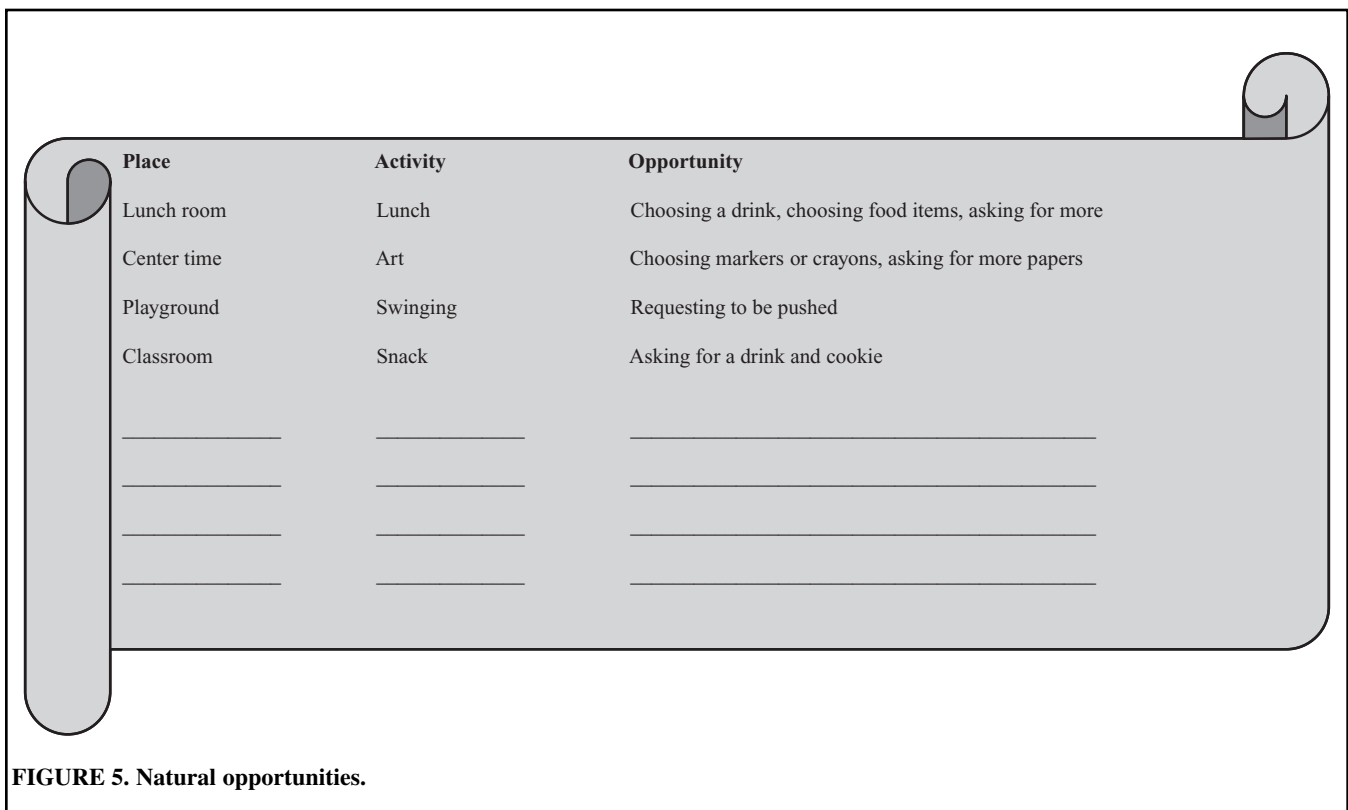 Place Activity Opportunity
Lunch room Lunch Choosing a drink, choosing food items, asking for more
Center time Art Choosing markers or crayons, asking for more papers
Playground Swinging Requesting to be pushed
Classroom Snack Asking for a drink and cookie
FIGURE 5. Natural opportunities.